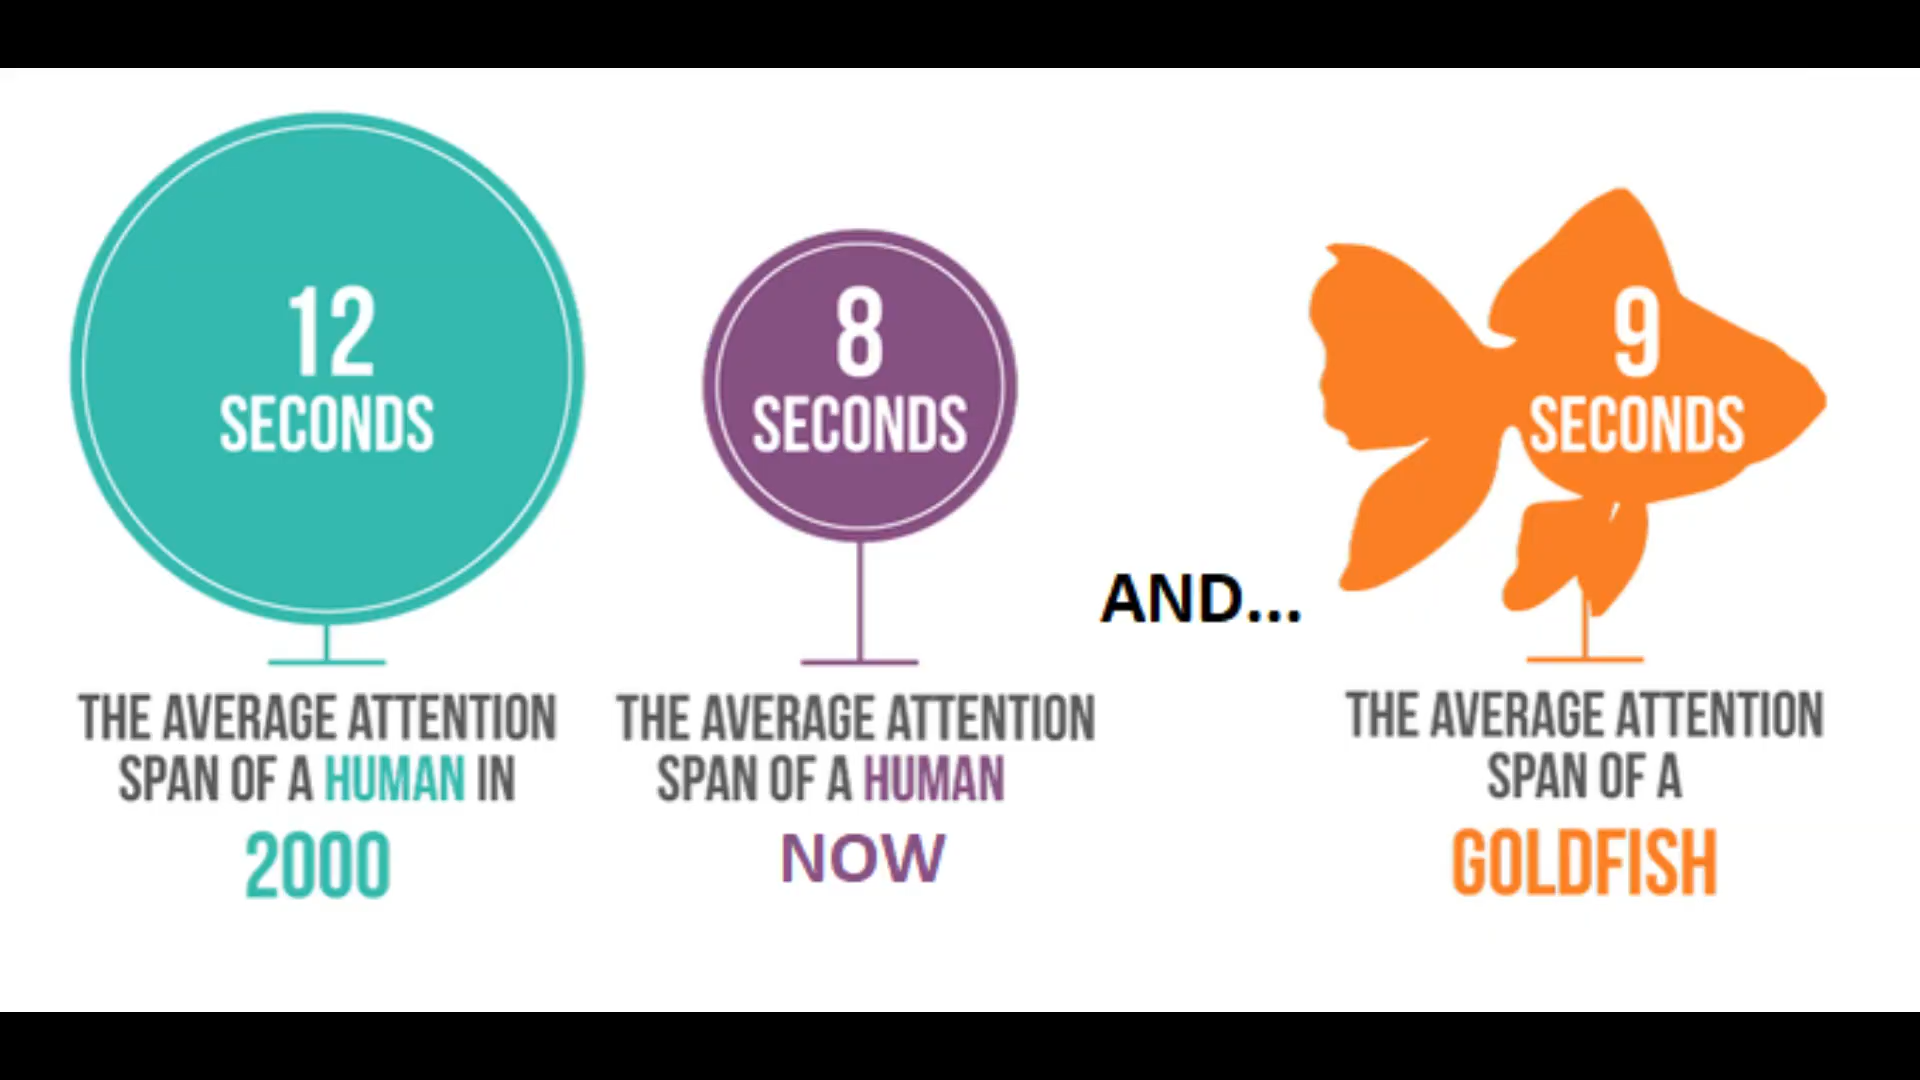 12
SECONDS
THE AVERAGE ATTENTION
SPAN OF A HUMAN IN
2000
8
SECONDS
THE AVERAGE ATTENTION
SPAN OF A HUMAN
NOW
AND...
9
SECONDS
THE AVERAGE ATTENTION
SPAN OF A
GOLDFISH